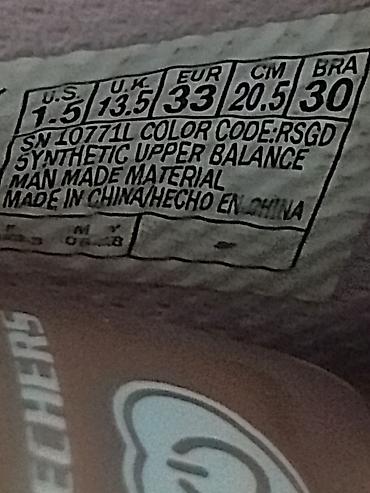 U.S. U.K. EUR CM BRA
1.5 13.5 33 20.5 30
SN 10771L COLOR CODE:RSGD
SYNTHETIC UPPER BALANCE
MAN MADE MATERIAL
MADE IN CHINA/HECHO EN CHINA
M Y
ECHERS